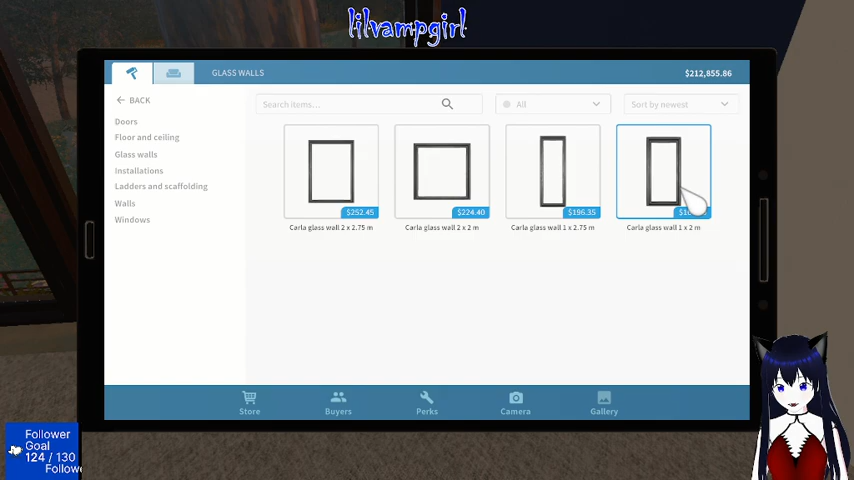 lilvampgirl
GLASS WALLS
$212,855.86
BACK
Search items...
All
Sort by newest
Doors
Floor and ceiling
Glass walls
Installations
Ladders and scaffolding
Walls
Windows
$252.45
$224.40
$196.35
Carla glass wall 2 x 2.75 m
Carla glass wall 2 x 2 m
Carla glass wall 1 x 2.75 m
Carla glass wall 1 x 2 m
Store
Buyers
Perks
Camera
Gallery
Follower
Goal
124 / 130